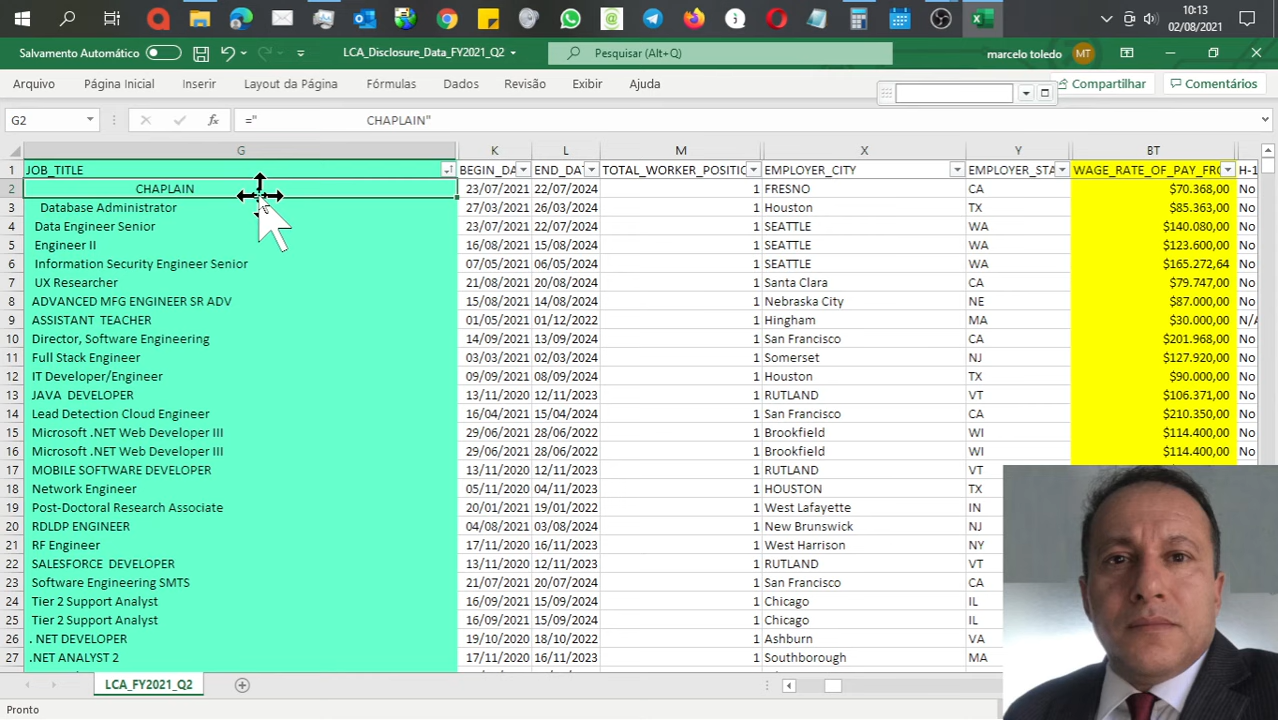 10:13
02/08/2021
Salvamento Automático LCA_Disclosure_Data_FY2021_Q2 Pesquisar (Alt+Q) marcelo toledo MT
Arquivo Página Inicial Inserir Layout da Página Fórmulas Dados Revisão Exibir Ajuda Compartilhar Comentários
G2 fx =" CHAPLAIN"
G K L M X Y BT
1 JOB_TITLE BEGIN_DA END_DAT TOTAL_WORKER_POSITIC EMPLOYER_CITY EMPLOYER_STA WAGE_RATE_OF_PAY_FRO H-1
2 CHAPLAIN 23/07/2021 22/07/2024 1 FRESNO CA $70.368,00 No
3 Database Administrator 27/03/2021 26/03/2024 1 Houston TX $85.363,00 No
4 Data Engineer Senior 23/07/2021 22/07/2024 1 SEATTLE WA $140.080,00 No
5 Engineer II 16/08/2021 15/08/2024 1 SEATTLE WA $123.600,00 No
6 Information Security Engineer Senior 07/05/2021 06/05/2024 1 SEATTLE WA $165.272,64 No
7 UX Researcher 21/08/2021 20/08/2024 1 Santa Clara CA $79.747,00 No
8 ADVANCED MFG ENGINEER SR ADV 15/08/2021 14/08/2024 1 Nebraska City NE $87.000,00 No
9 ASSISTANT TEACHER 01/05/2021 01/12/2022 1 Hingham MA $30.000,00 N/A
10 Director, Software Engineering 14/09/2021 13/09/2024 1 San Francisco CA $201.968,00 No
11 Full Stack Engineer 03/03/2021 02/03/2024 1 Somerset NJ $127.920,00 No
12 IT Developer/Engineer 09/09/2021 08/09/2024 1 Houston TX $90.000,00 No
13 JAVA DEVELOPER 13/11/2020 12/11/2023 1 RUTLAND VT $106.371,00 No
14 Lead Detection Cloud Engineer 16/04/2021 15/04/2024 1 San Francisco CA $210.350,00 No
15 Microsoft .NET Web Developer III 29/06/2021 28/06/2022 1 Brookfield WI $114.400,00 No
16 Microsoft .NET Web Developer III 29/06/2021 28/06/2022 1 Brookfield WI $114.400,00 No
17 MOBILE SOFTWARE DEVELOPER 13/11/2020 12/11/2023 1 RUTLAND VT
18 Network Engineer 05/11/2020 04/11/2023 1 HOUSTON TX
19 Post-Doctoral Research Associate 20/01/2021 19/01/2022 1 West Lafayette IN
20 RDLDP ENGINEER 04/08/2021 03/08/2024 1 New Brunswick NJ
21 RF Engineer 17/11/2020 16/11/2023 1 West Harrison NY
22 SALESFORCE DEVELOPER 13/11/2020 12/11/2023 1 RUTLAND VT
23 Software Engineering SMTS 21/07/2021 20/07/2024 1 San Francisco CA
24 Tier 2 Support Analyst 16/09/2021 15/09/2024 1 Chicago IL
25 Tier 2 Support Analyst 16/09/2021 15/09/2024 1 Chicago IL
26 . NET DEVELOPER 19/10/2020 18/10/2022 1 Ashburn VA
27 .NET ANALYST 2 17/11/2020 16/11/2023 1 Southborough MA
LCA_FY2021_Q2
Pronto